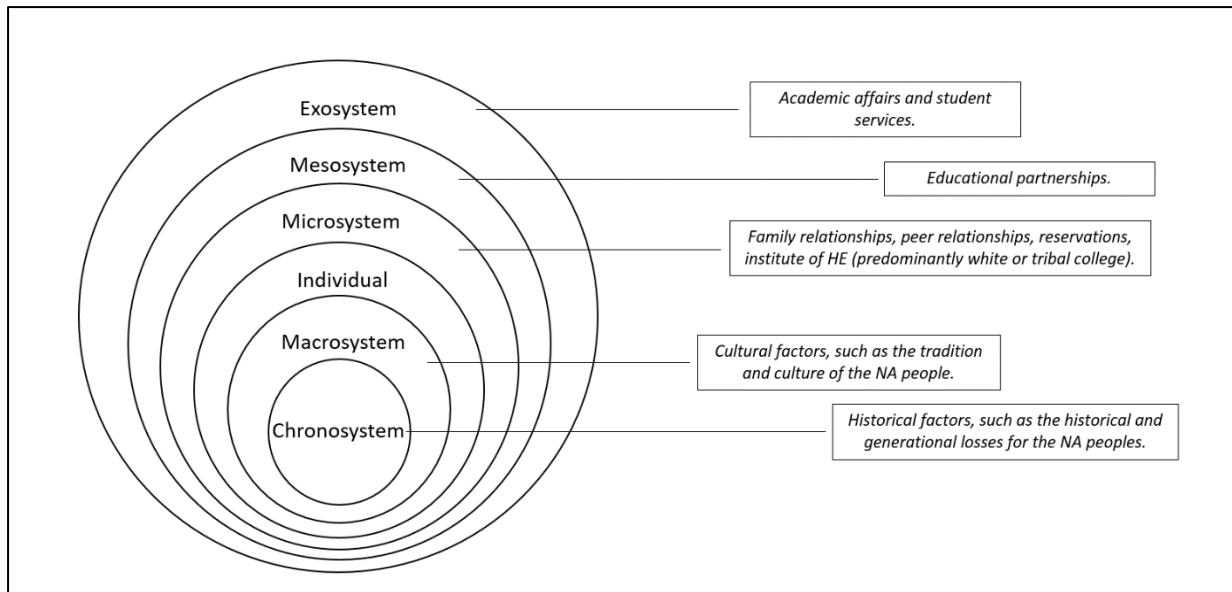 Exosystem
Academic affairs and student
services.
Mesosystem
Educational partnerships.
Microsystem
Family relationships, peer relationships, reservations,
institute of HE (predominantly white or tribal college).
Individual
Macrosystem
Cultural factors, such as the tradition
and culture of the NA people.
Chronosystem
Historical factors, such as the historical and
generational losses for the NA peoples.